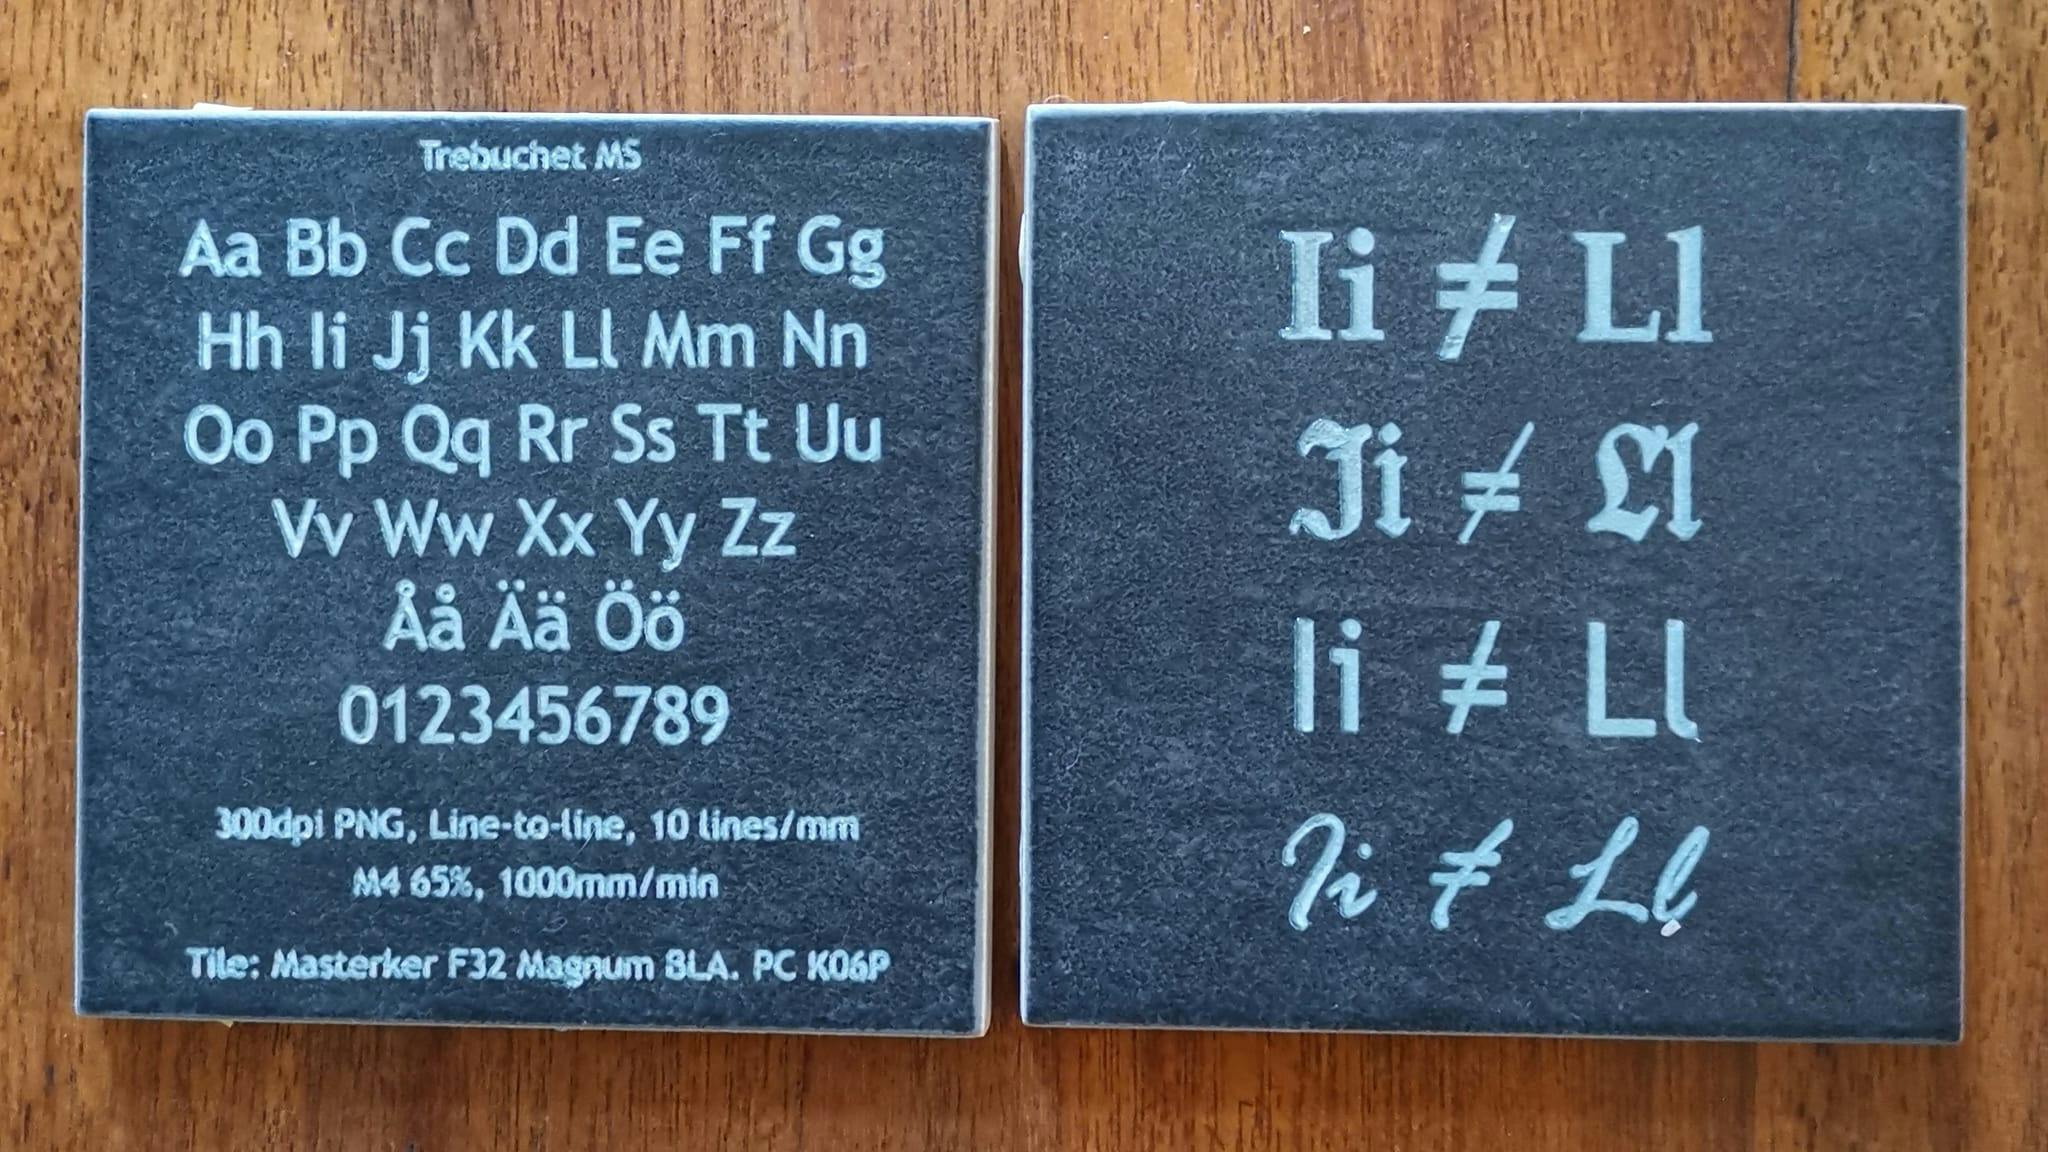 Trebuchet MS
Aa Bb Cc Dd Ee Ff Gg
Hh Ii Jj Kk Ll Mm Nn
Oo Pp Qq Rr Ss Tt Uu
Vv Ww Xx Yy Zz
Åå Ää Öö
0123456789
300dpi PNG, Line-to-line, 10 lines/mm
M4 65%, 1000mm/min
Tile: Masterker F32 Magnum BLA. PC K06P
Ii ≠ Ll
Ii ≠ Ll
Ii ≠ Ll
Ii ≠ Ll